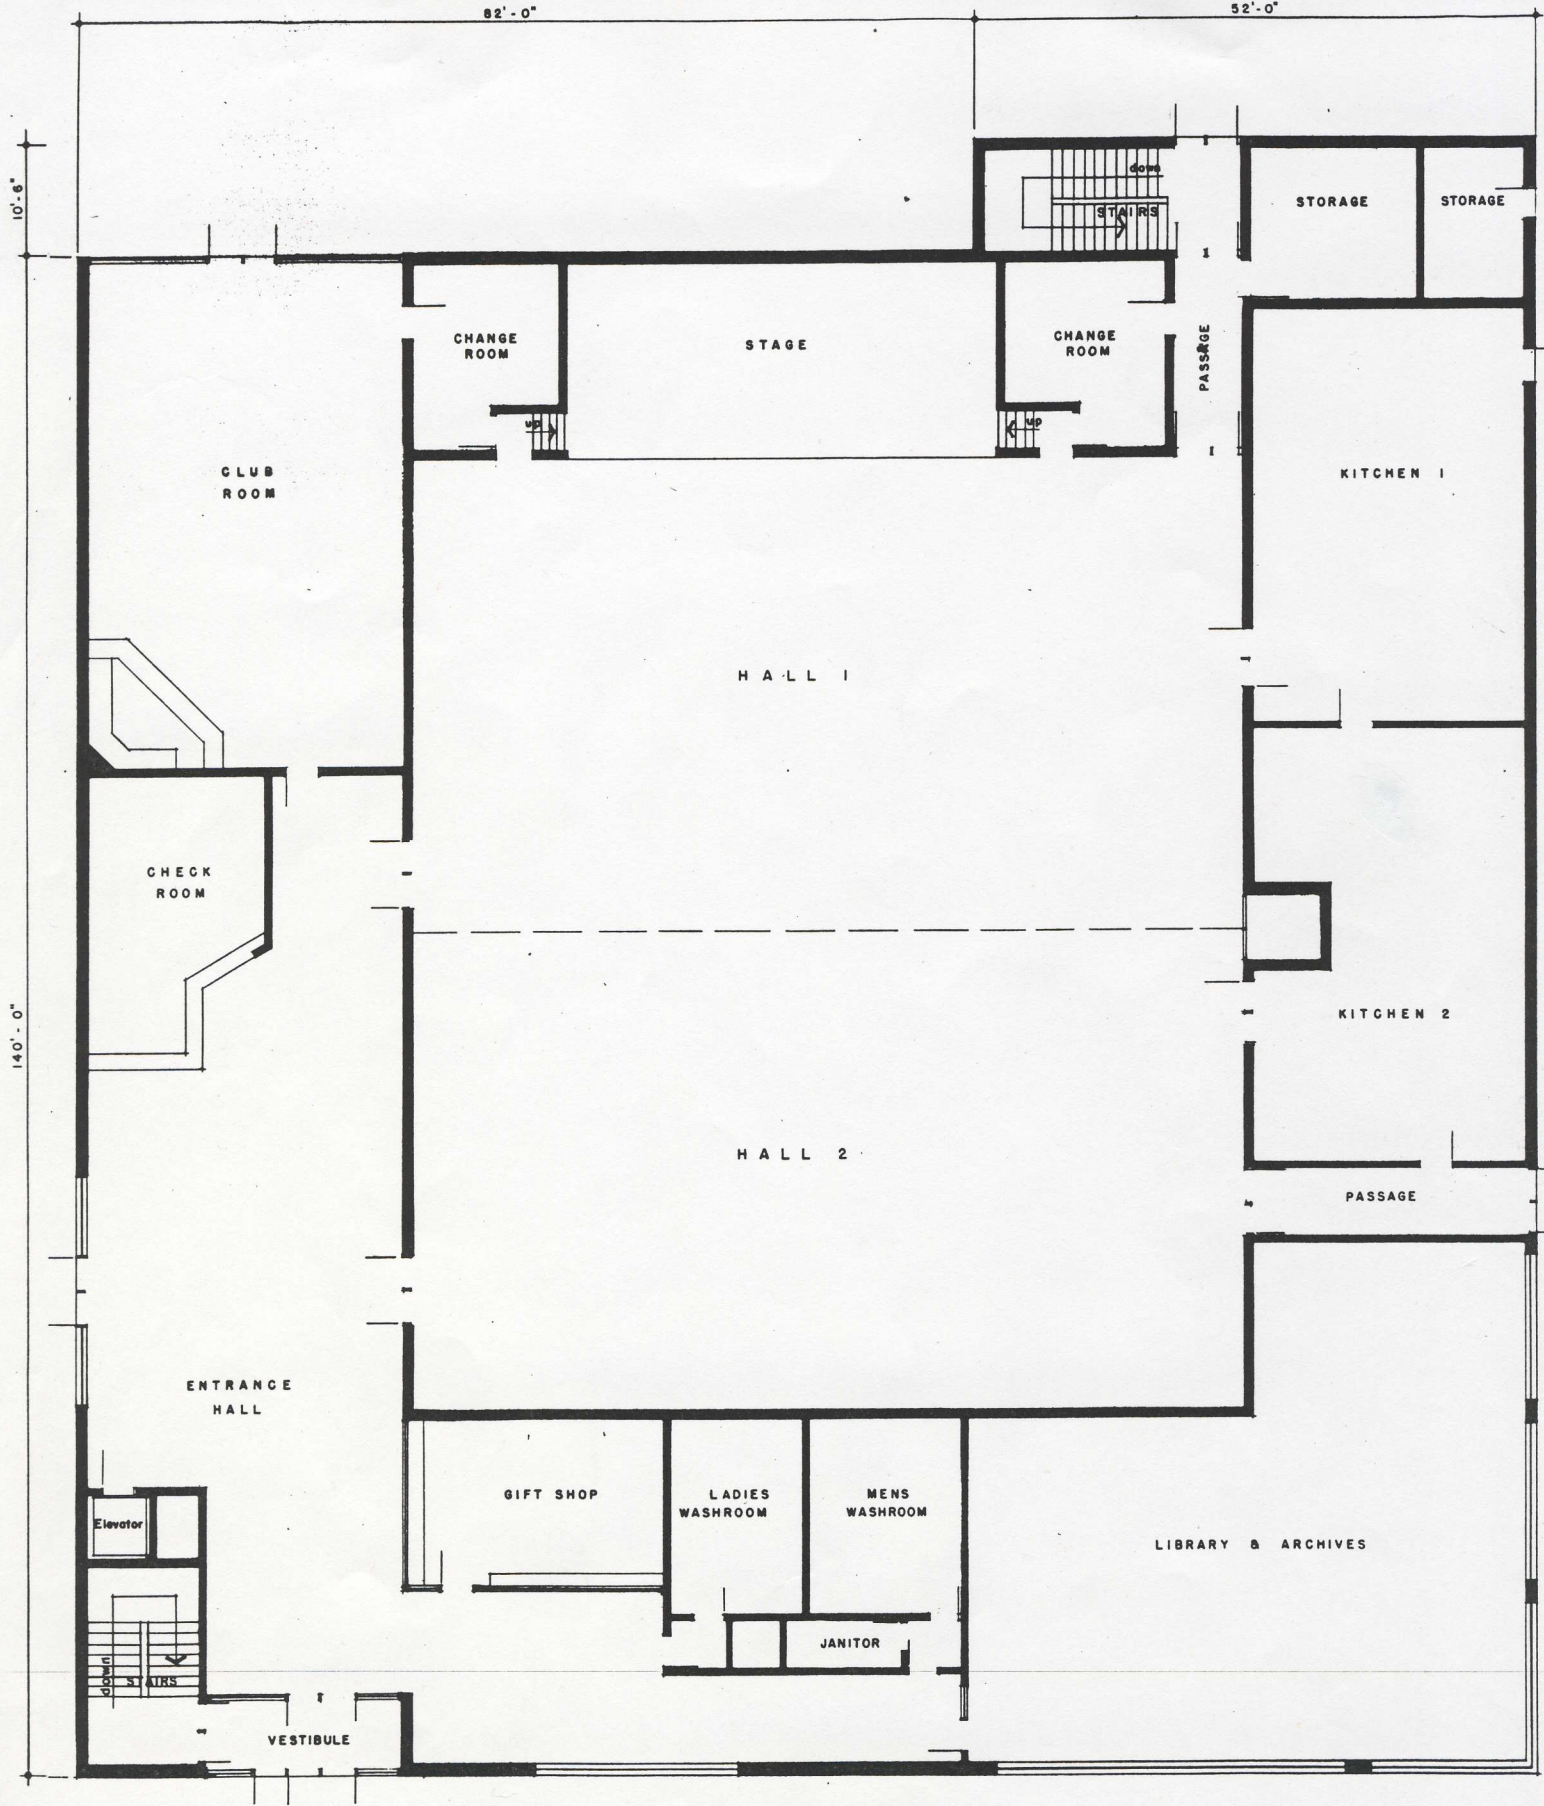 82'-0"
52'-0"
10'-6"
down
STAIRS
STORAGE
STORAGE
CHANGE
ROOM
STAGE
CHANGE
ROOM
PASSAGE
up
up
CLUB
ROOM
KITCHEN 1
HALL 1
CHECK
ROOM
140'-0"
KITCHEN 2
HALL 2
PASSAGE
ENTRANCE
HALL
GIFT SHOP
LADIES
WASHROOM
MENS
WASHROOM
Elevator
LIBRARY & ARCHIVES
JANITOR
down
STAIRS
VESTIBULE